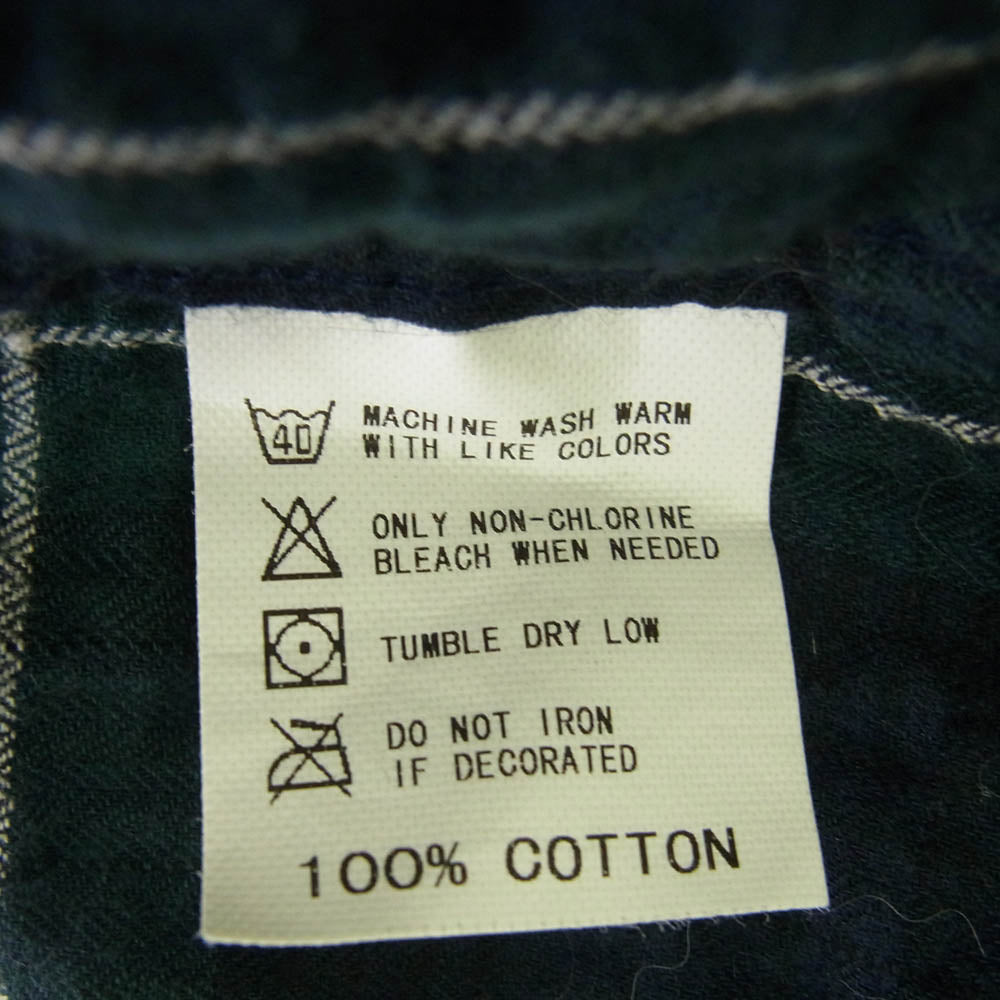 40 MACHINE WASH WARM
WITH LIKE COLORS
ONLY NON-CHLORINE
BLEACH WHEN NEEDED
TUMBLE DRY LOW
DO NOT IRON
IF DECORATED
100% COTTON